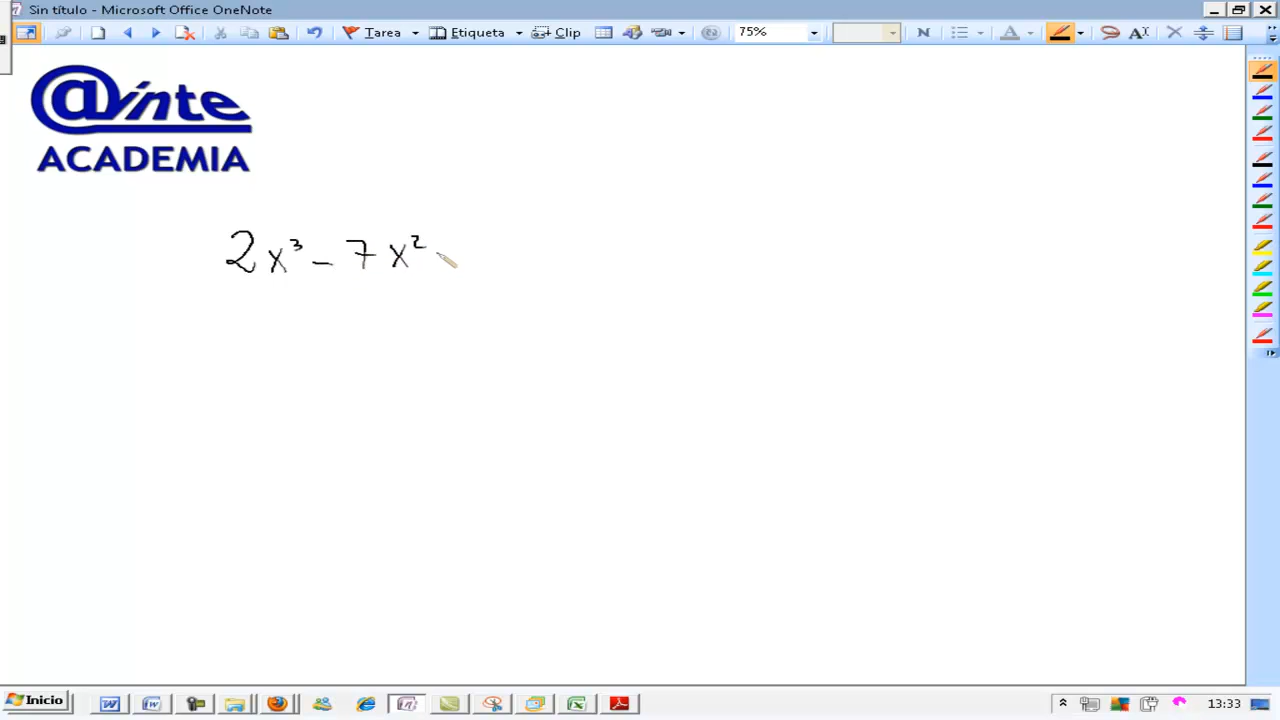 Sin título - Microsoft Office OneNote
Tarea Etiqueta Clip 75% N A A
@inte
ACADEMIA
2x³ - 7x²
Inicio 13:33